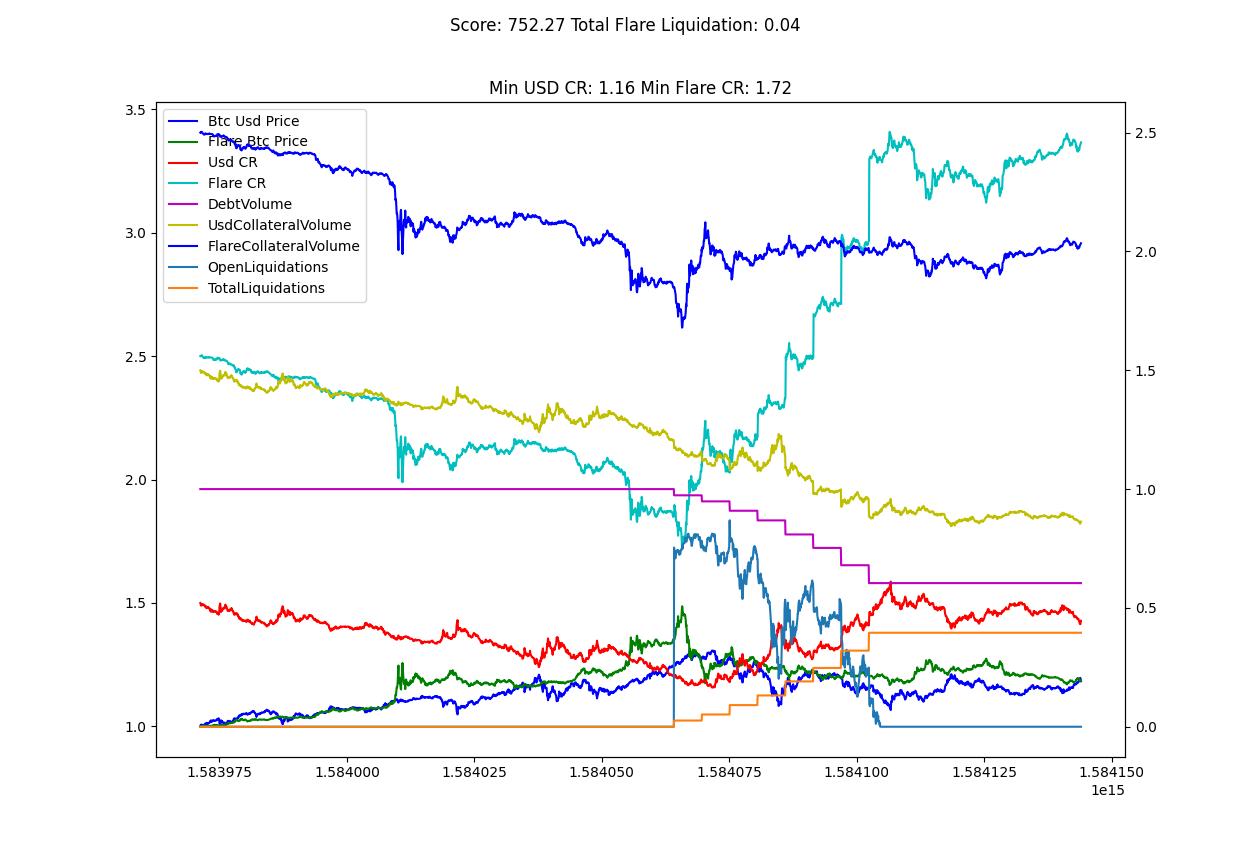 Score: 752.27 Total Flare Liquidation: 0.04
Min USD CR: 1.16 Min Flare CR: 1.72
Btc Usd Price
Flare Btc Price
Usd CR
Flare CR
DebtVolume
UsdCollateralVolume
FlareCollateralVolume
OpenLiquidations
TotalLiquidations
3.5
3.0
2.5
2.0
1.5
1.0
2.5
2.0
1.5
1.0
0.5
0.0
1.583975 1.584000 1.584025 1.584050 1.584075 1.584100 1.584125 1.584150
1e15